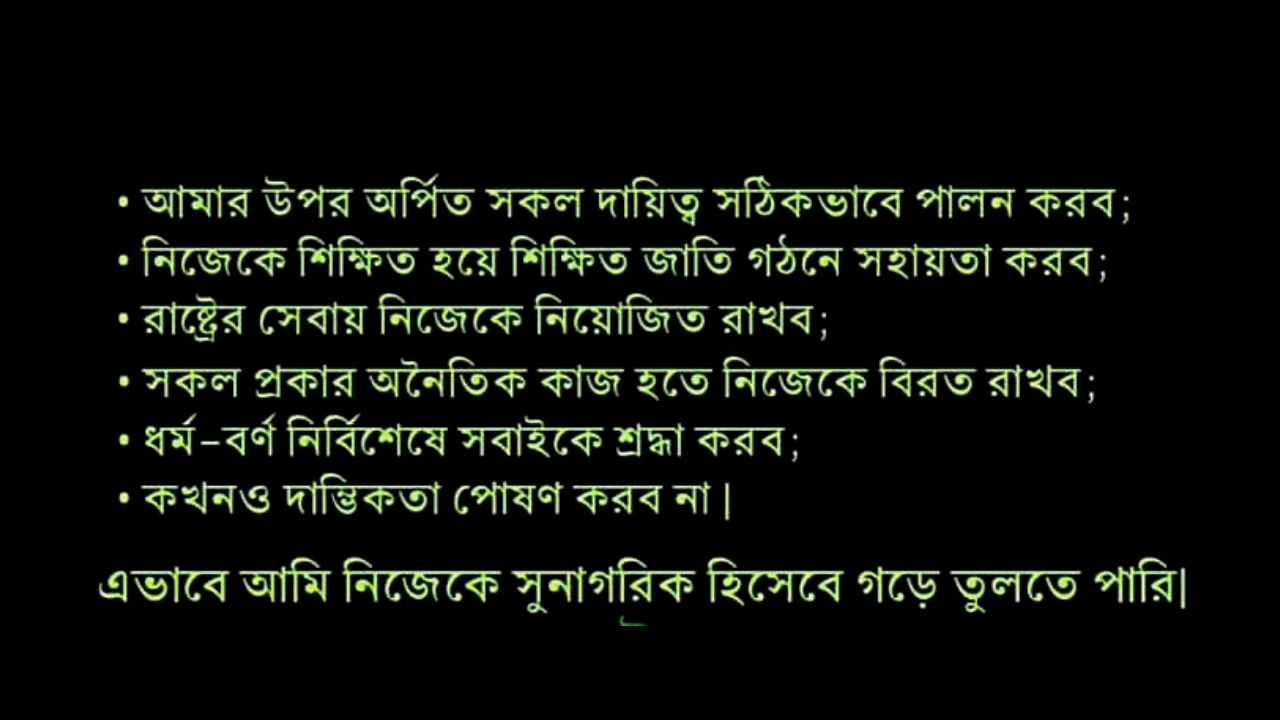 • আমার উপর অর্পিত সকল দায়িত্ব সঠিকভাবে পালন করব;
• নিজেকে শিক্ষিত হয়ে শিক্ষিত জাতি গঠনে সহায়তা করব;
• রাষ্ট্রের সেবায় নিজেকে নিয়োজিত রাখব;
• সকল প্রকার অনৈতিক কাজ হতে নিজেকে বিরত রাখব;
• ধর্ম-বর্ণ নির্বিশেষে সবাইকে শ্রদ্ধা করব;
• কখনও দাম্ভিকতা পোষণ করব না|
এভাবে আমি নিজেকে সুনাগরিক হিসেবে গড়ে তুলতে পারি|